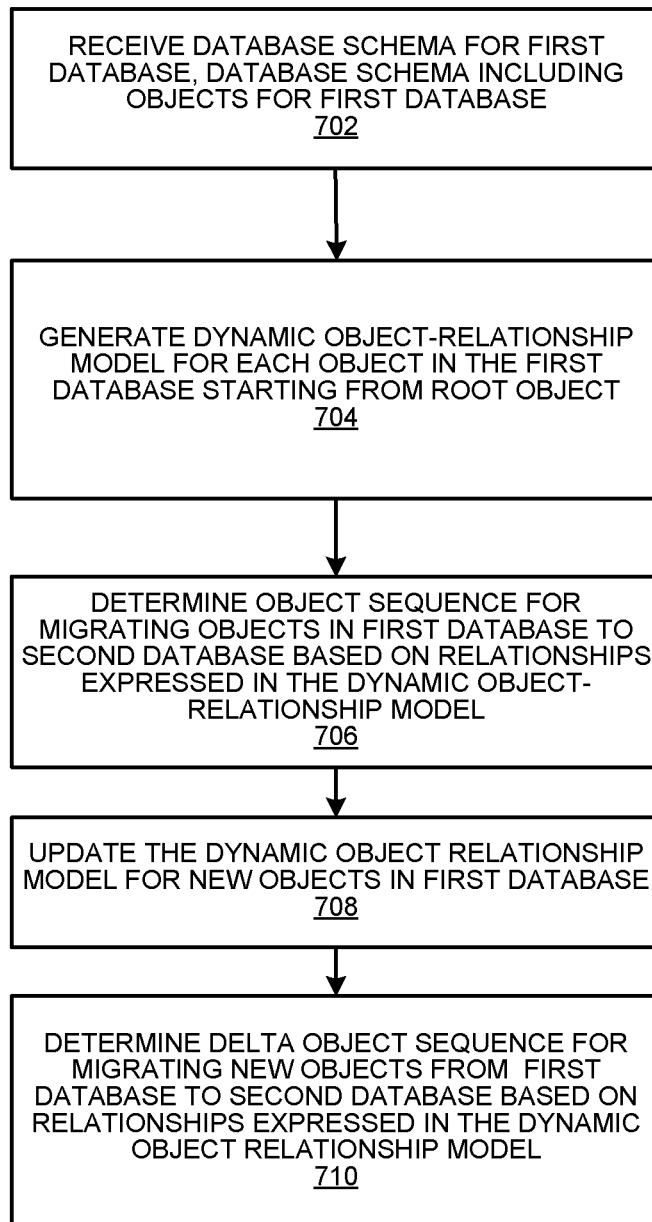 RECEIVE DATABASE SCHEMA FOR FIRST
DATABASE, DATABASE SCHEMA INCLUDING
OBJECTS FOR FIRST DATABASE
702
GENERATE DYNAMIC OBJECT-RELATIONSHIP
MODEL FOR EACH OBJECT IN THE FIRST
DATABASE STARTING FROM ROOT OBJECT
704
DETERMINE OBJECT SEQUENCE FOR
MIGRATING OBJECTS IN FIRST DATABASE TO
SECOND DATABASE BASED ON RELATIONSHIPS
EXPRESSED IN THE DYNAMIC OBJECT-
RELATIONSHIP MODEL
706
UPDATE THE DYNAMIC OBJECT RELATIONSHIP
MODEL FOR NEW OBJECTS IN FIRST DATABASE
708
DETERMINE DELTA OBJECT SEQUENCE FOR
MIGRATING NEW OBJECTS FROM FIRST
DATABASE TO SECOND DATABASE BASED ON
RELATIONSHIPS EXPRESSED IN THE DYNAMIC
OBJECT RELATIONSHIP MODEL
710